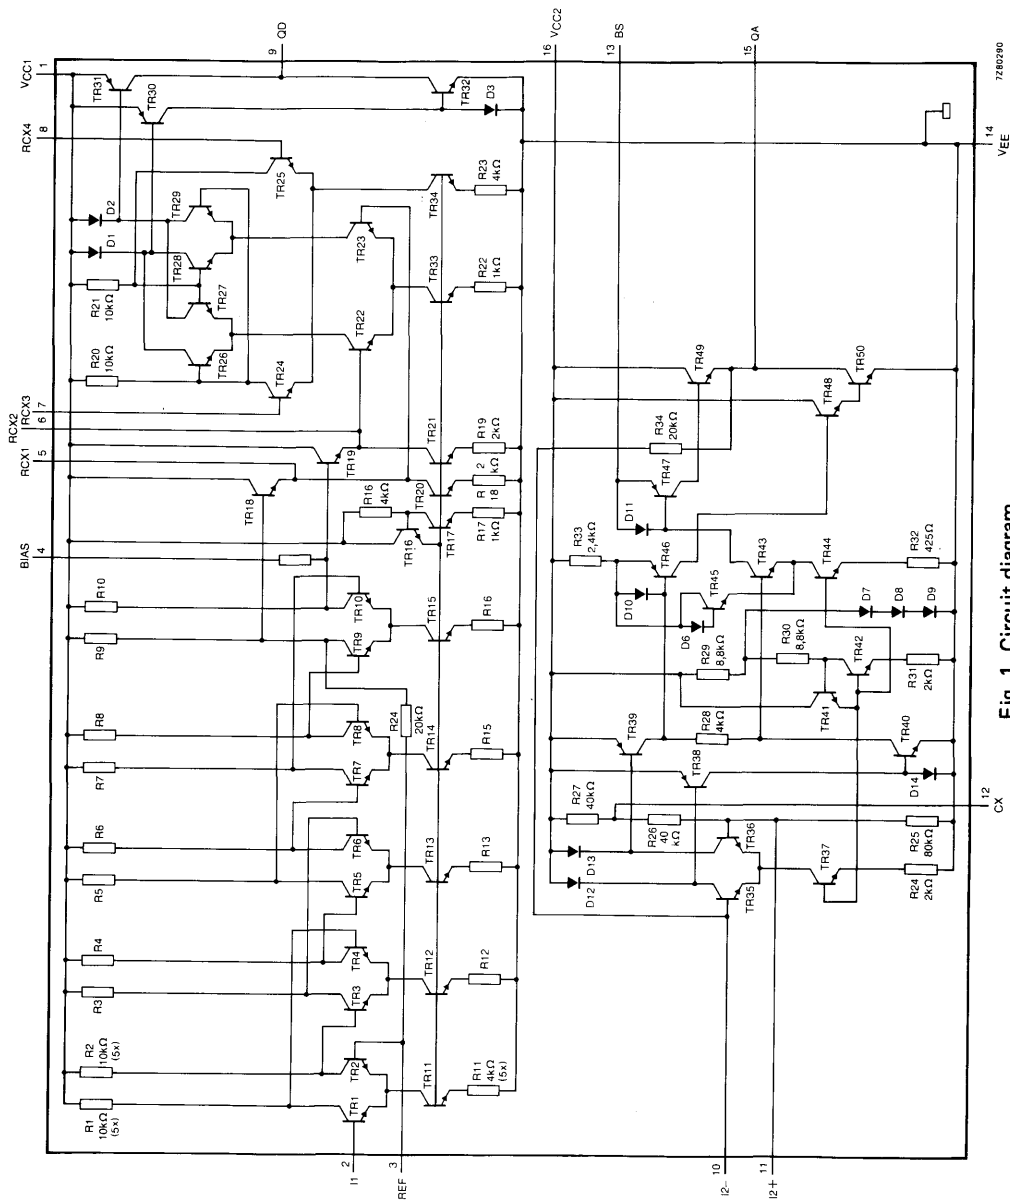 VCC1
1
QD
9
RCX4
8
RCX3
7
RCX2
6
RCX1
5
BIAS
4
VCC2
16
BS
13
QA
15
TR31
TR30
TR32
D3
D2
D1
TR29
TR28
TR27
TR26
TR25
TR24
R21
10kΩ
R20
10kΩ
TR23
TR22
TR34
TR33
R23
4kΩ
R22
1kΩ
TR19
TR18
TR21
TR20
R16
4kΩ
TR16
TR17
R19
2kΩ
R
18
2
kΩ
R17
1kΩ
R10
R9
TR10
TR9
TR15
R16
R8
R7
TR8
TR7
R24
20kΩ
TR14
R15
R6
R5
TR6
TR5
TR13
R13
R4
R3
TR4
TR3
TR12
R12
R2
10kΩ
(5x)
R1
10kΩ
(5x)
TR2
TR1
TR11
R11
4kΩ
(5x)
I1
2
REF
3
I2-
10
I2+
11
VEE
14
CX
12
TR49
TR50
TR48
R34
20kΩ
TR47
D11
R33
2,4kΩ
TR46
D10
TR45
D6
TR43
TR44
R32
425Ω
D7
D8
D9
R29
8,8kΩ
R30
8,8kΩ
TR42
TR41
R31
2kΩ
TR39
R28
4kΩ
TR38
TR40
D14
R27
40kΩ
R26
40
kΩ
D13
D12
TR36
TR35
TR37
R25
80kΩ
R24
2kΩ
7Z80290
Fig. 1 Circuit diagram